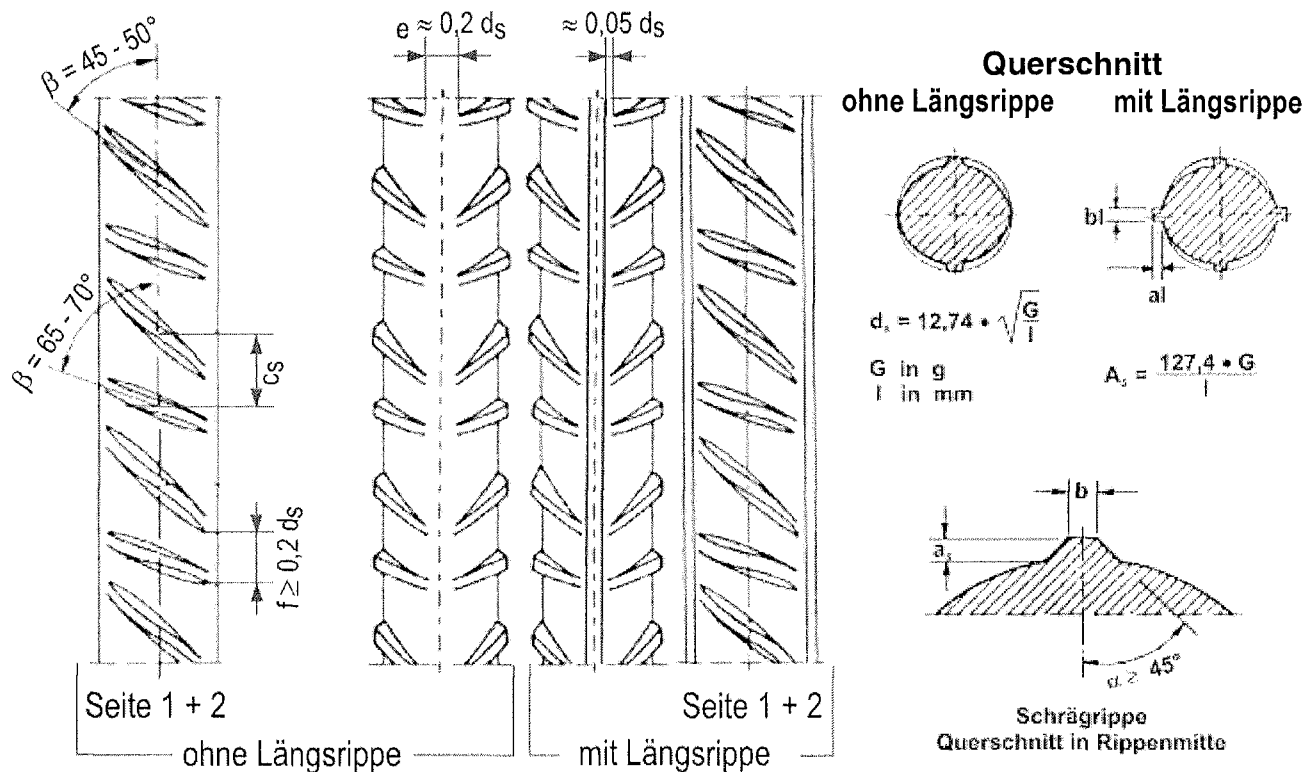 e ≈ 0,2 dₛ
≈ 0,05 dₛ
β = 45 - 50°
β = 65 - 70°
cₛ
f ≥ 0,2 dₛ
Seite 1 + 2
ohne Längsrippe
mit Längsrippe
Seite 1 + 2
Querschnitt
ohne Längsrippe
mit Längsrippe
bl
al
dₛ = 12,74 • √(G/l)
G in g
l in mm
Aₛ = 127,4 • G / l
b
aₛ
α ≥ 45°
Schrägrippe
Querschnitt in Rippenmitte